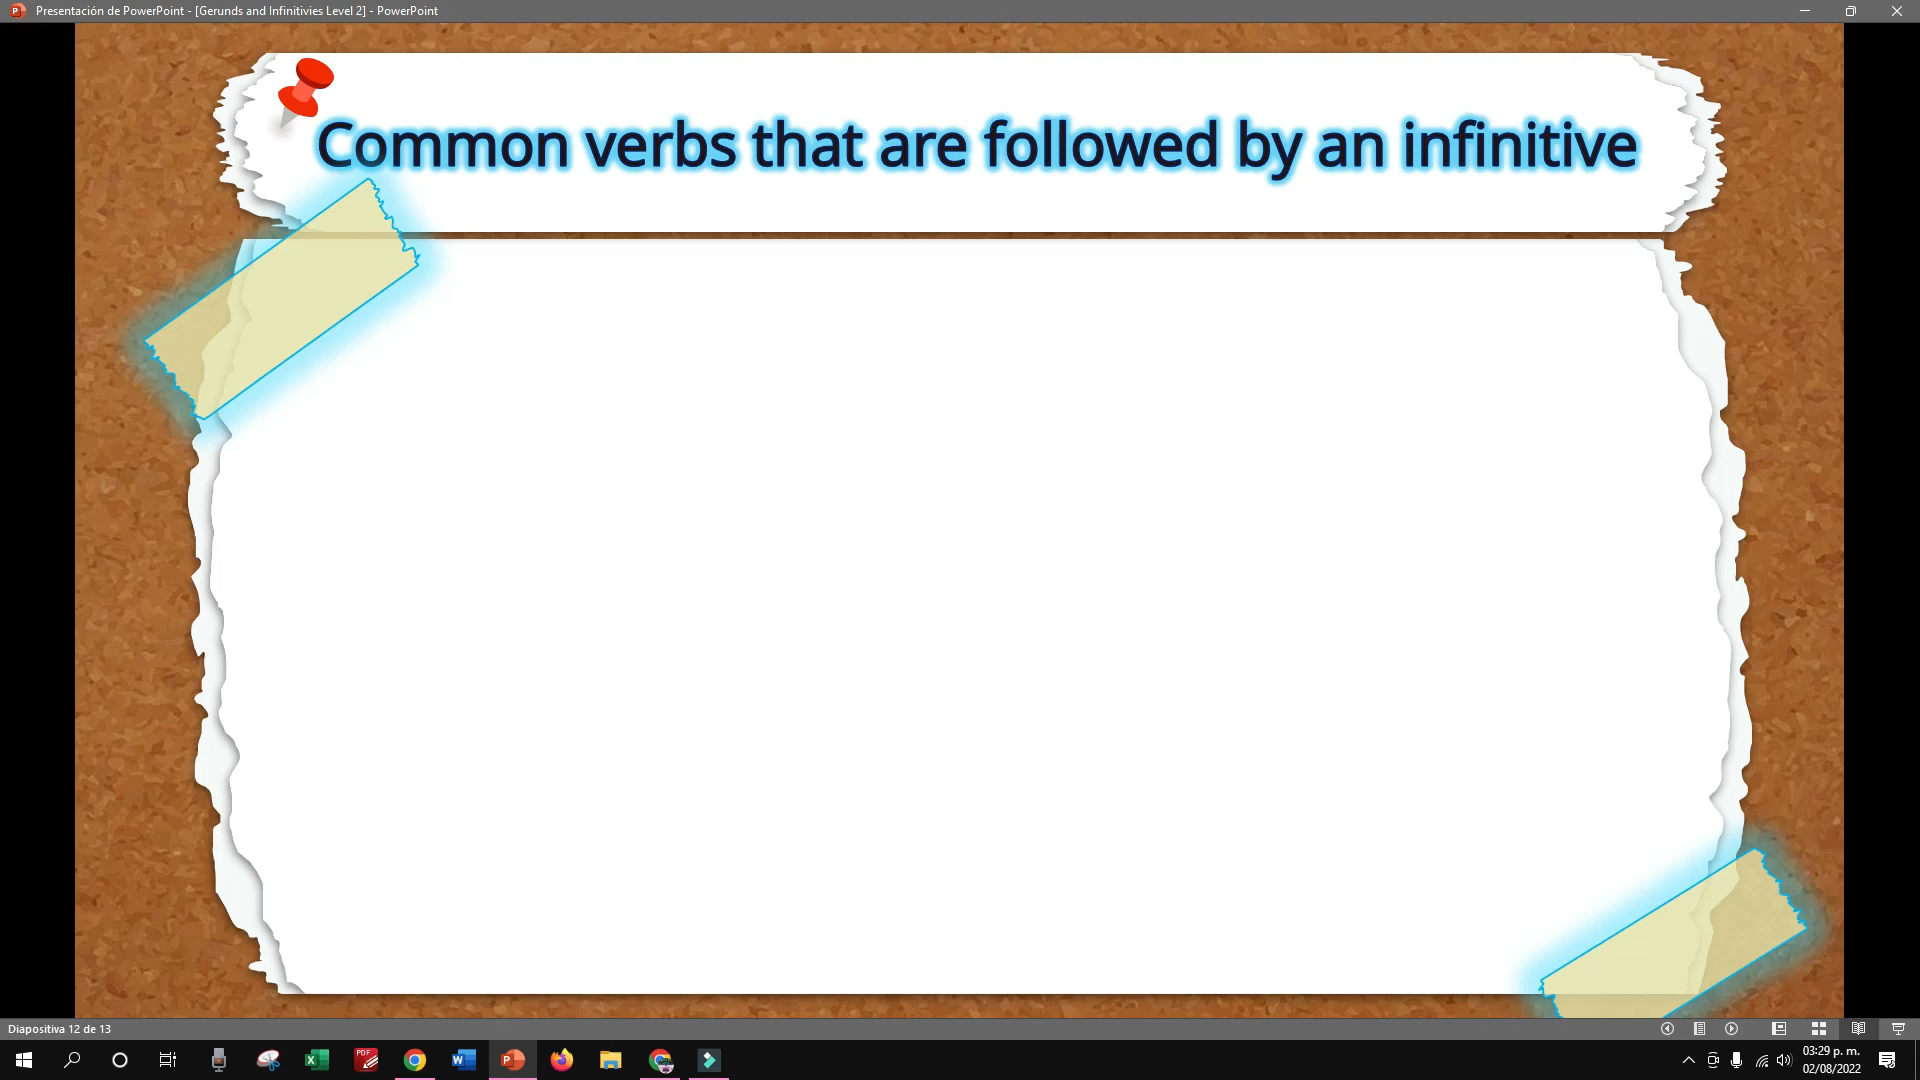 Presentación de PowerPoint - [Gerunds and Infinitivies Level 2] - PowerPoint
Common verbs that are followed by an infinitive
Diapositiva 12 de 13
PDF
03:29 p. m.
02/08/2022